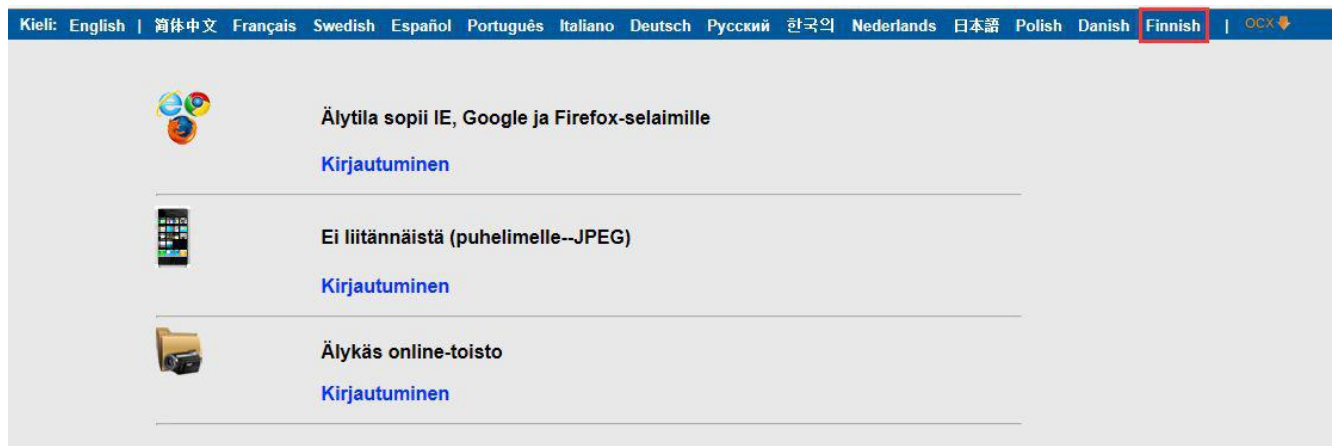 Kieli: English | 简体中文 Français Swedish Español Português Italiano Deutsch Русский 한국의 Nederlands 日本語 Polish Danish Finnish | OCX
Älytila sopii IE, Google ja Firefox-selaimille
Kirjautuminen
Ei liitännäistä (puhelimelle--JPEG)
Kirjautuminen
Älykäs online-toisto
Kirjautuminen